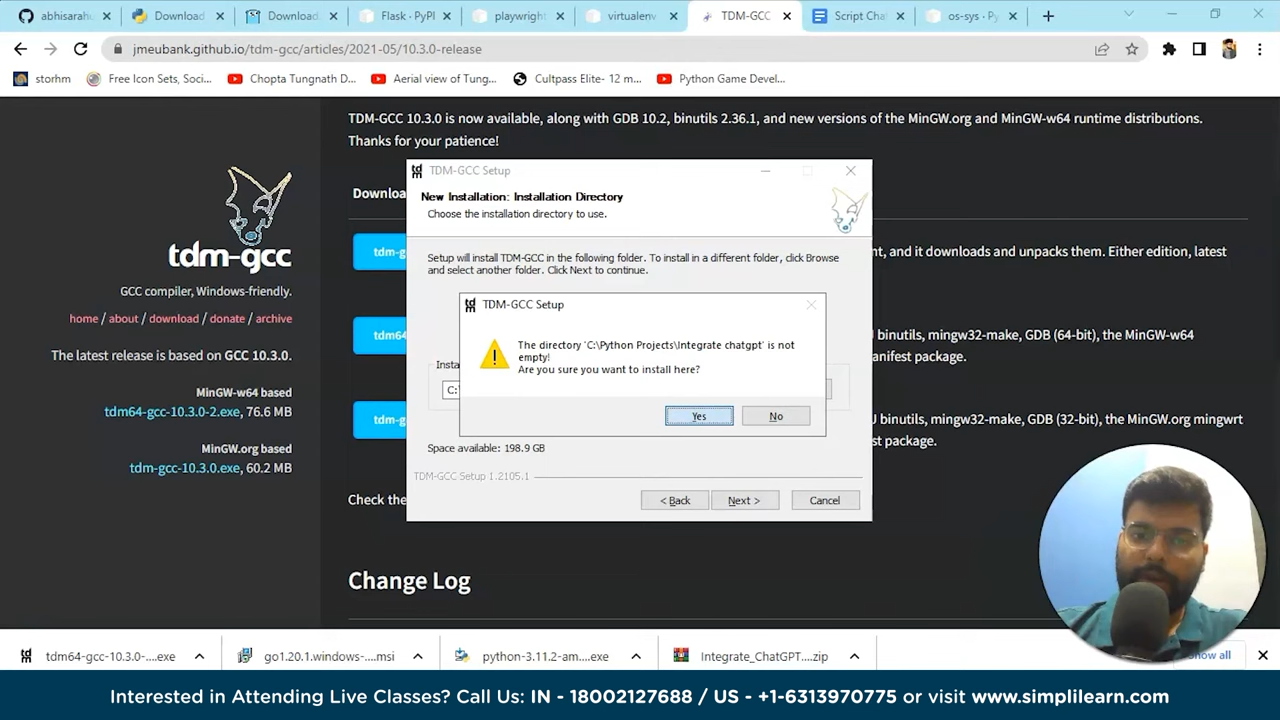 abhisarah
Download
Download.
Flask · PyPI
playwright
virtualenv
TDM-GCC
Script Cha
os-sys · Py
jmeubank.github.io/tdm-gcc/articles/2021-05/10.3.0-release
storhm
Free Icon Sets, Soci...
Chopta Tungnath D...
Aerial view of Tung...
Cultpass Elite- 12 m...
Python Game Devel...
TDM-GCC 10.3.0 is now available, along with GDB 10.2, binutils 2.36.1, and new versions of the MinGW.org and MinGW-w64 runtime distributions.
Thanks for your patience!
tdm-gcc
GCC compiler, Windows-friendly.
home / about / download / donate / archive
The latest release is based on GCC 10.3.0.
MinGW-w64 based
tdm64-gcc-10.3.0-2.exe, 76.6 MB
MinGW.org based
tdm-gcc-10.3.0.exe, 60.2 MB
Downloa
tdm-g
nt, and it downloads and unpacks them. Either edition, latest
tdm64
J binutils, mingw32-make, GDB (64-bit), the MinGW-w64
anifest package.
tdm-g
U binutils, mingw32-make, GDB (32-bit), the MinGW.org mingwrt
st package.
Check the
Change Log
TDM-GCC Setup
New Installation: Installation Directory
Choose the installation directory to use.
Setup will install TDM-GCC in the following folder. To install in a different folder, click Browse
and select another folder. Click Next to continue.
Insta
C:
Space available: 198.9 GB
TDM-GCC Setup 1.2105.1
< Back
Next >
Cancel
TDM-GCC Setup
The directory 'C:\Python Projects\Integrate chatgpt' is not
empty!
Are you sure you want to install here?
Yes
No
tdm64-gcc-10.3.0-....exe
go1.20.1.windows-....msi
python-3.11.2-am....exe
Integrate_ChatGPT....zip
Show all
Interested in Attending Live Classes? Call Us: IN - 18002127688 / US - +1-6313970775 or visit www.simplilearn.com